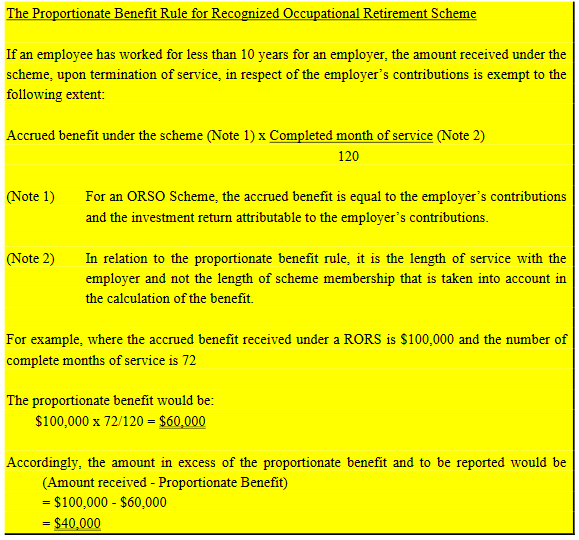 The Proportionate Benefit Rule for Recognized Occupational Retirement Scheme
If an employee has worked for less than 10 years for an employer, the amount received under the
scheme, upon termination of service, in respect of the employer's contributions is exempt to the
following extent:
Accrued benefit under the scheme (Note 1) x Completed month of service (Note 2)
120
(Note 1) For an ORSO Scheme, the accrued benefit is equal to the employer's contributions
and the investment return attributable to the employer's contributions.
(Note 2) In relation to the proportionate benefit rule, it is the length of service with the
employer and not the length of scheme membership that is taken into account in
the calculation of the benefit.
For example, where the accrued benefit received under a RORS is $100,000 and the number of
complete months of service is 72
The proportionate benefit would be:
$100,000 x 72/120 = $60,000
Accordingly, the amount in excess of the proportionate benefit and to be reported would be
(Amount received - Proportionate Benefit)
= $100,000 - $60,000
= $40,000